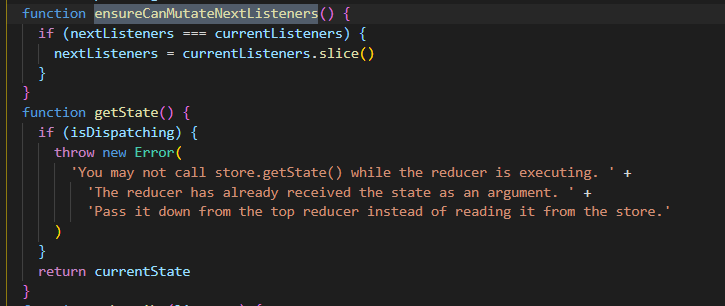 function ensureCanMutateNextListeners() {
if (nextListeners === currentListeners) {
nextListeners = currentListeners.slice()
}
}
function getState() {
if (isDispatching) {
throw new Error(
'You may not call store.getState() while the reducer is executing. ' +
'The reducer has already received the state as an argument. ' +
'Pass it down from the top reducer instead of reading it from the store.'
)
}
return currentState
}